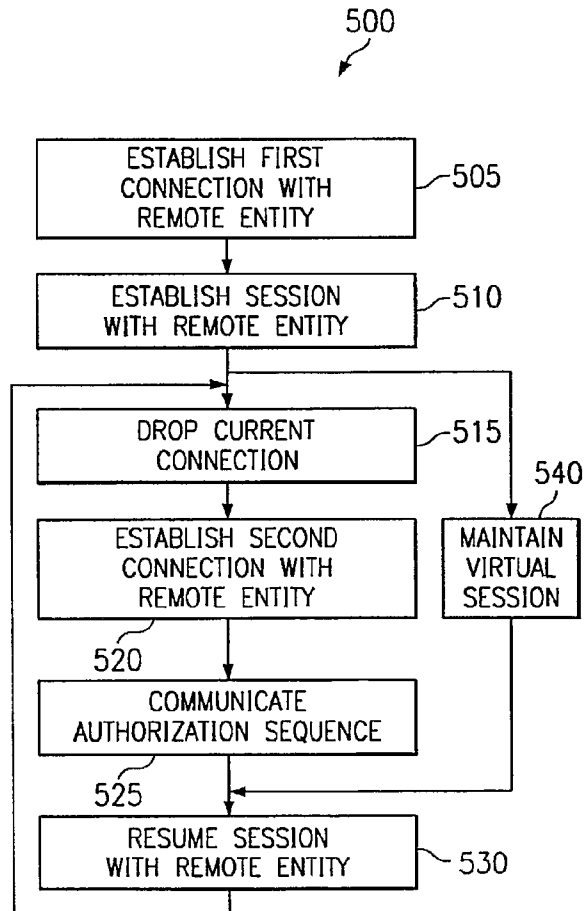 500
ESTABLISH FIRST
CONNECTION WITH
REMOTE ENTITY
505
ESTABLISH SESSION
WITH REMOTE ENTITY
510
DROP CURRENT
CONNECTION
515
ESTABLISH SECOND
CONNECTION WITH
REMOTE ENTITY
520
540
MAINTAIN
VIRTUAL
SESSION
COMMUNICATE
AUTHORIZATION SEQUENCE
525
RESUME SESSION
WITH REMOTE ENTITY
530